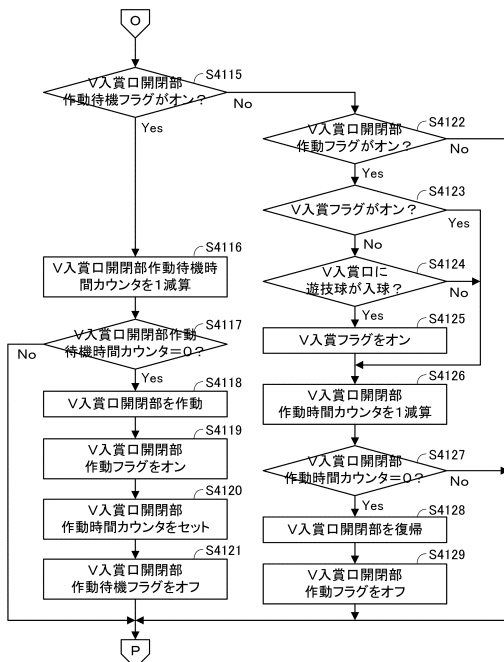 O
S4115
V入賞口開閉部
作動待機フラグがオン?
No
Yes
S4116
V入賞口開閉部作動待機時
間カウンタを1減算
S4117
V入賞口開閉部作動
待機時間カウンタ=0?
No
Yes
S4118
V入賞口開閉部を作動
S4119
V入賞口開閉部
作動フラグをオン
S4120
V入賞口開閉部
作動時間カウンタをセット
S4121
V入賞口開閉部
作動待機フラグをオフ
S4122
V入賞口開閉部
作動フラグがオン?
No
Yes
S4123
V入賞フラグがオン?
Yes
No
S4124
V入賞口に
遊技球が入球?
No
Yes
S4125
V入賞フラグをオン
S4126
V入賞口開閉部
作動時間カウンタを1減算
S4127
V入賞口開閉部
作動時間カウンタ=0?
No
Yes
S4128
V入賞口開閉部を復帰
S4129
V入賞口開閉部
作動フラグをオフ
P